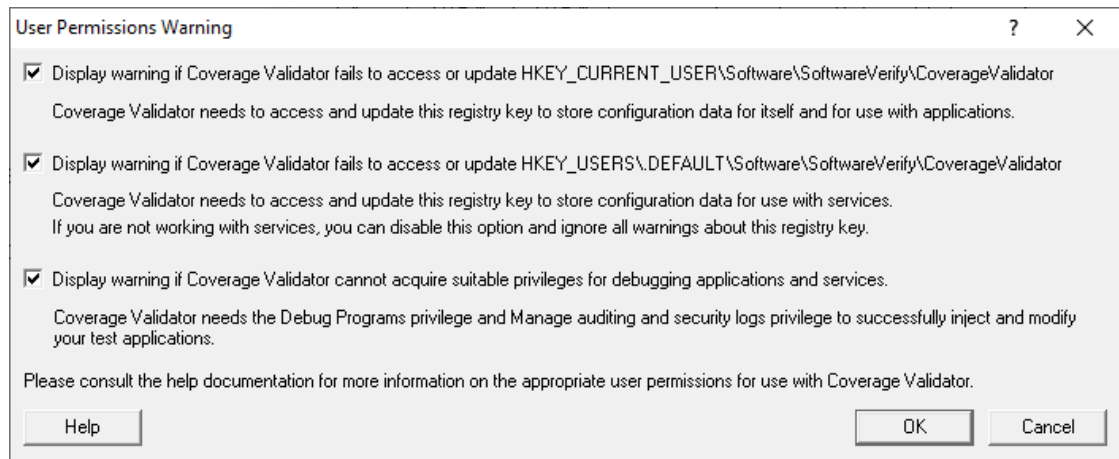 User Permissions Warning ? X
Display warning if Coverage Validator fails to access or update HKEY_CURRENT_USER\Software\SoftwareVerify\CoverageValidator
Coverage Validator needs to access and update this registry key to store configuration data for itself and for use with applications.
Display warning if Coverage Validator fails to access or update HKEY_USERS\.DEFAULT\Software\SoftwareVerify\CoverageValidator
Coverage Validator needs to access and update this registry key to store configuration data for use with services.
If you are not working with services, you can disable this option and ignore all warnings about this registry key.
Display warning if Coverage Validator cannot acquire suitable privileges for debugging applications and services.
Coverage Validator needs the Debug Programs privilege and Manage auditing and security logs privilege to successfully inject and modify
your test applications.
Please consult the help documentation for more information on the appropriate user permissions for use with Coverage Validator.
Help OK Cancel